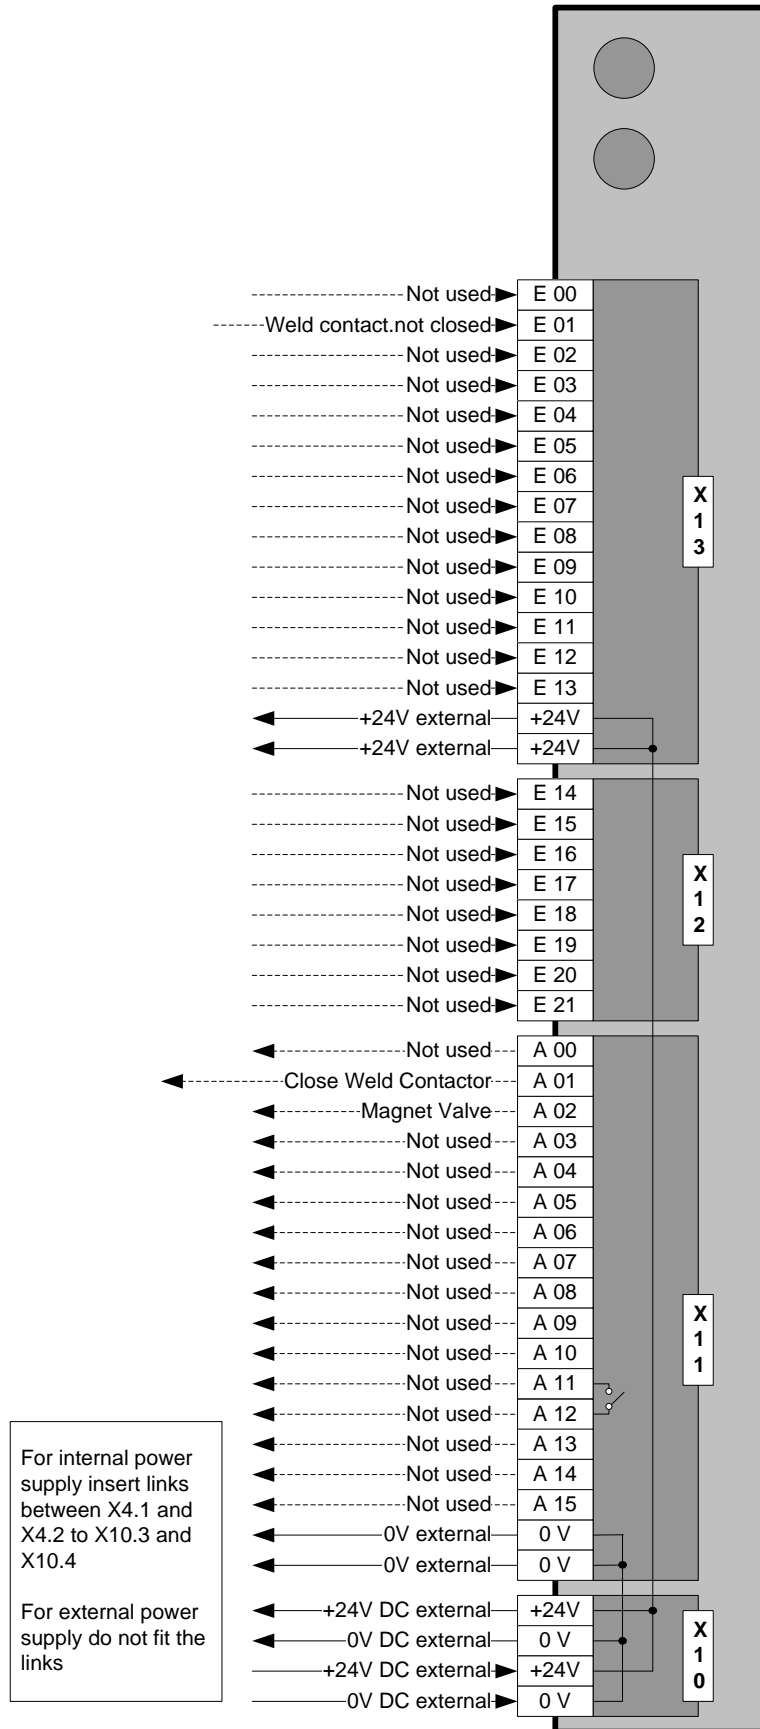 Not used E 00
Weld contact.not closed E 01
Not used E 02
Not used E 03
Not used E 04
Not used E 05
Not used E 06
Not used E 07
Not used E 08
Not used E 09
Not used E 10
Not used E 11
Not used E 12
Not used E 13
+24V external +24V
+24V external +24V
X
1
3
Not used E 14
Not used E 15
Not used E 16
Not used E 17
Not used E 18
Not used E 19
Not used E 20
Not used E 21
X
1
2
Not used A 00
Close Weld Contactor A 01
Magnet Valve A 02
Not used A 03
Not used A 04
Not used A 05
Not used A 06
Not used A 07
Not used A 08
Not used A 09
Not used A 10
Not used A 11
Not used A 12
Not used A 13
Not used A 14
Not used A 15
0V external 0 V
0V external 0 V
X
1
1
+24V DC external +24V
0V DC external 0 V
+24V DC external +24V
0V DC external 0 V
X
1
0
For internal power
supply insert links
between X4.1 and
X4.2 to X10.3 and
X10.4
For external power
supply do not fit the
links